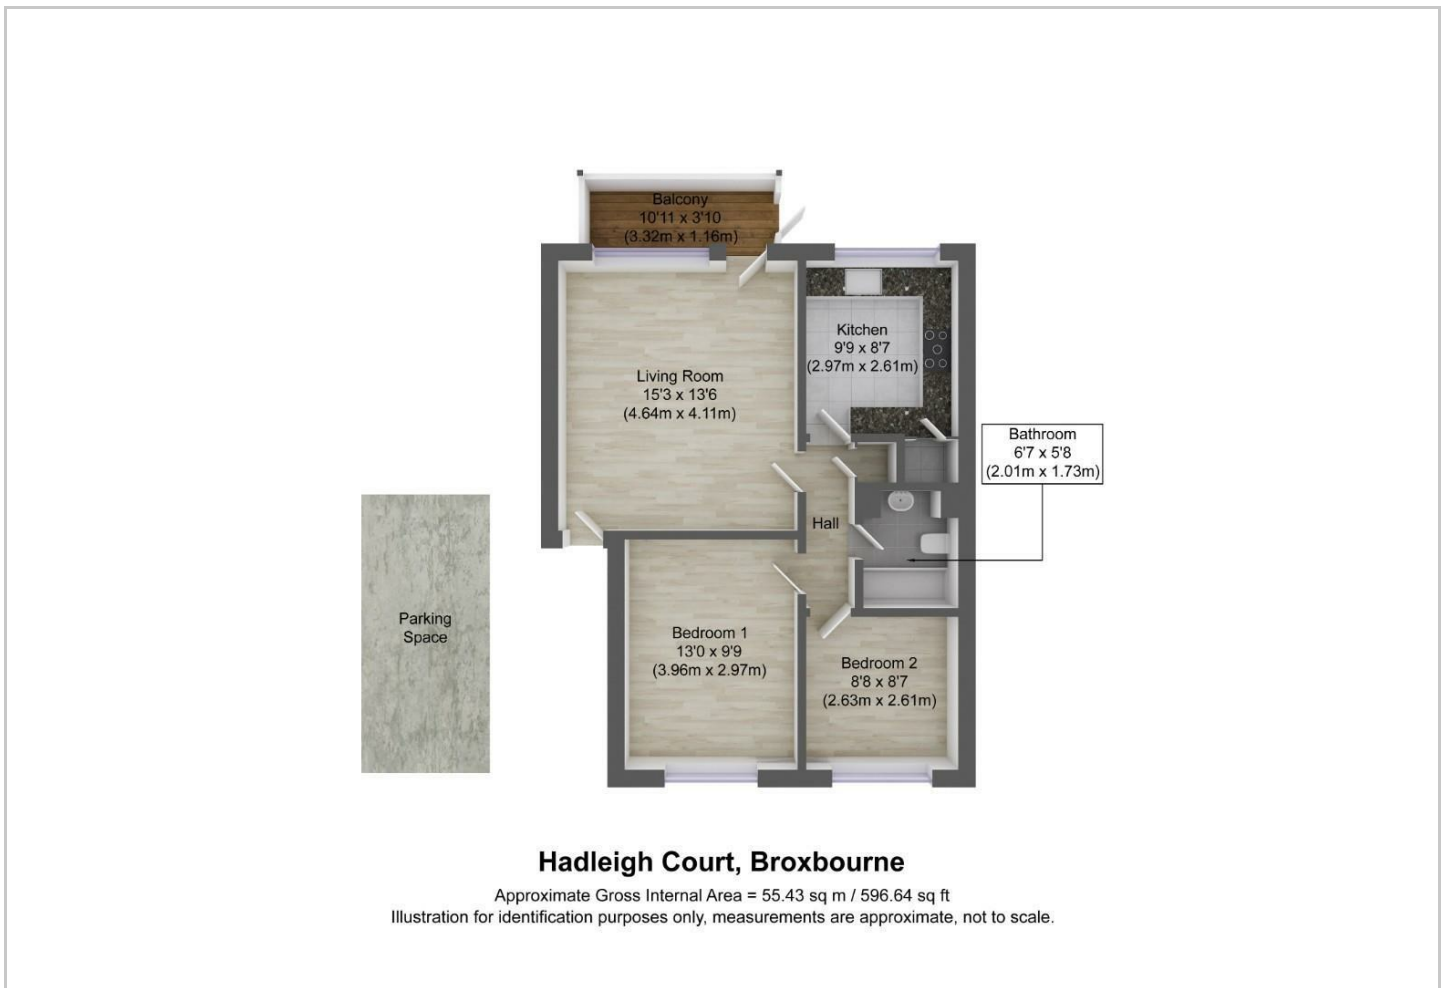 Balcony
10'11 x 3'10
(3.32m x 1.16m)
Kitchen
9'9 x 8'7
(2.97m x 2.61m)
Living Room
15'3 x 13'6
(4.64m x 4.11m)
Bathroom
6'7 x 5'8
(2.01m x 1.73m)
Hall
Parking
Space
Bedroom 1
13'0 x 9'9
(3.96m x 2.97m)
Bedroom 2
8'8 x 8'7
(2.63m x 2.61m)
Hadleigh Court, Broxbourne
Approximate Gross Internal Area = 55.43 sq m / 596.64 sq ft
Illustration for identification purposes only, measurements are approximate, not to scale.